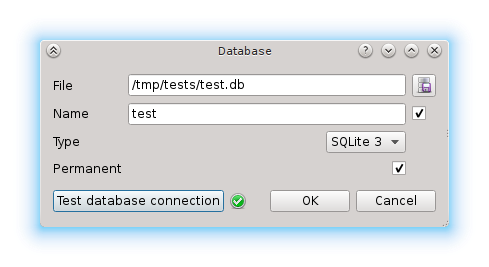 Database
File /tmp/tests/test.db
Name test
Type SQLite 3
Permanent
Test database connection OK Cancel